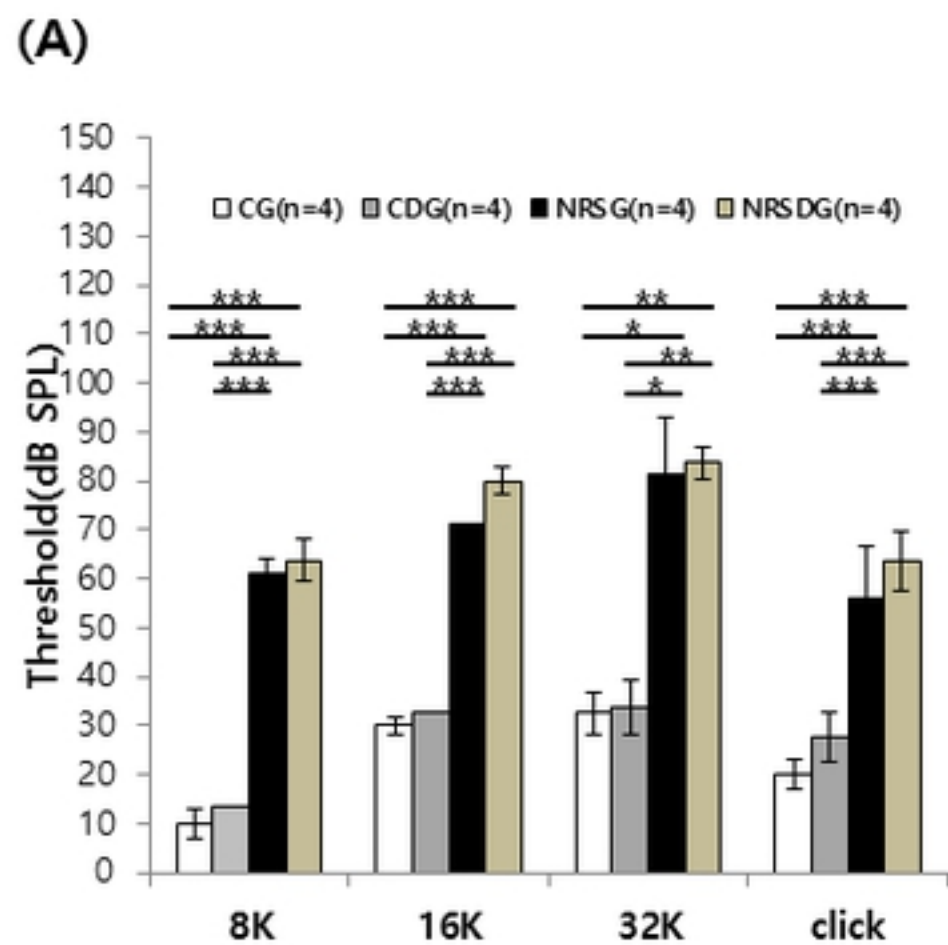 (A)
Threshold(dB SPL)
150
140
CG(n=4) CDG(n=4) NRSG(n=4) NRSDG(n=4)
130
120
*** *** ** ***
110
*** *** * ***
*** *** ** ***
100
*** *** * ***
90
80
70
60
50
40
30
20
10
0
8K 16K 32K click